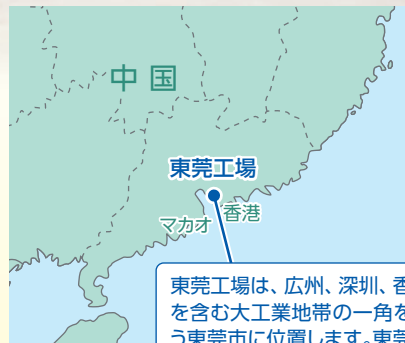 中国
東莞工場
香港
マカオ
東莞工場は、広州、深圳、香
を含む大工業地帯の一角を
う東莞市に位置します。東莞